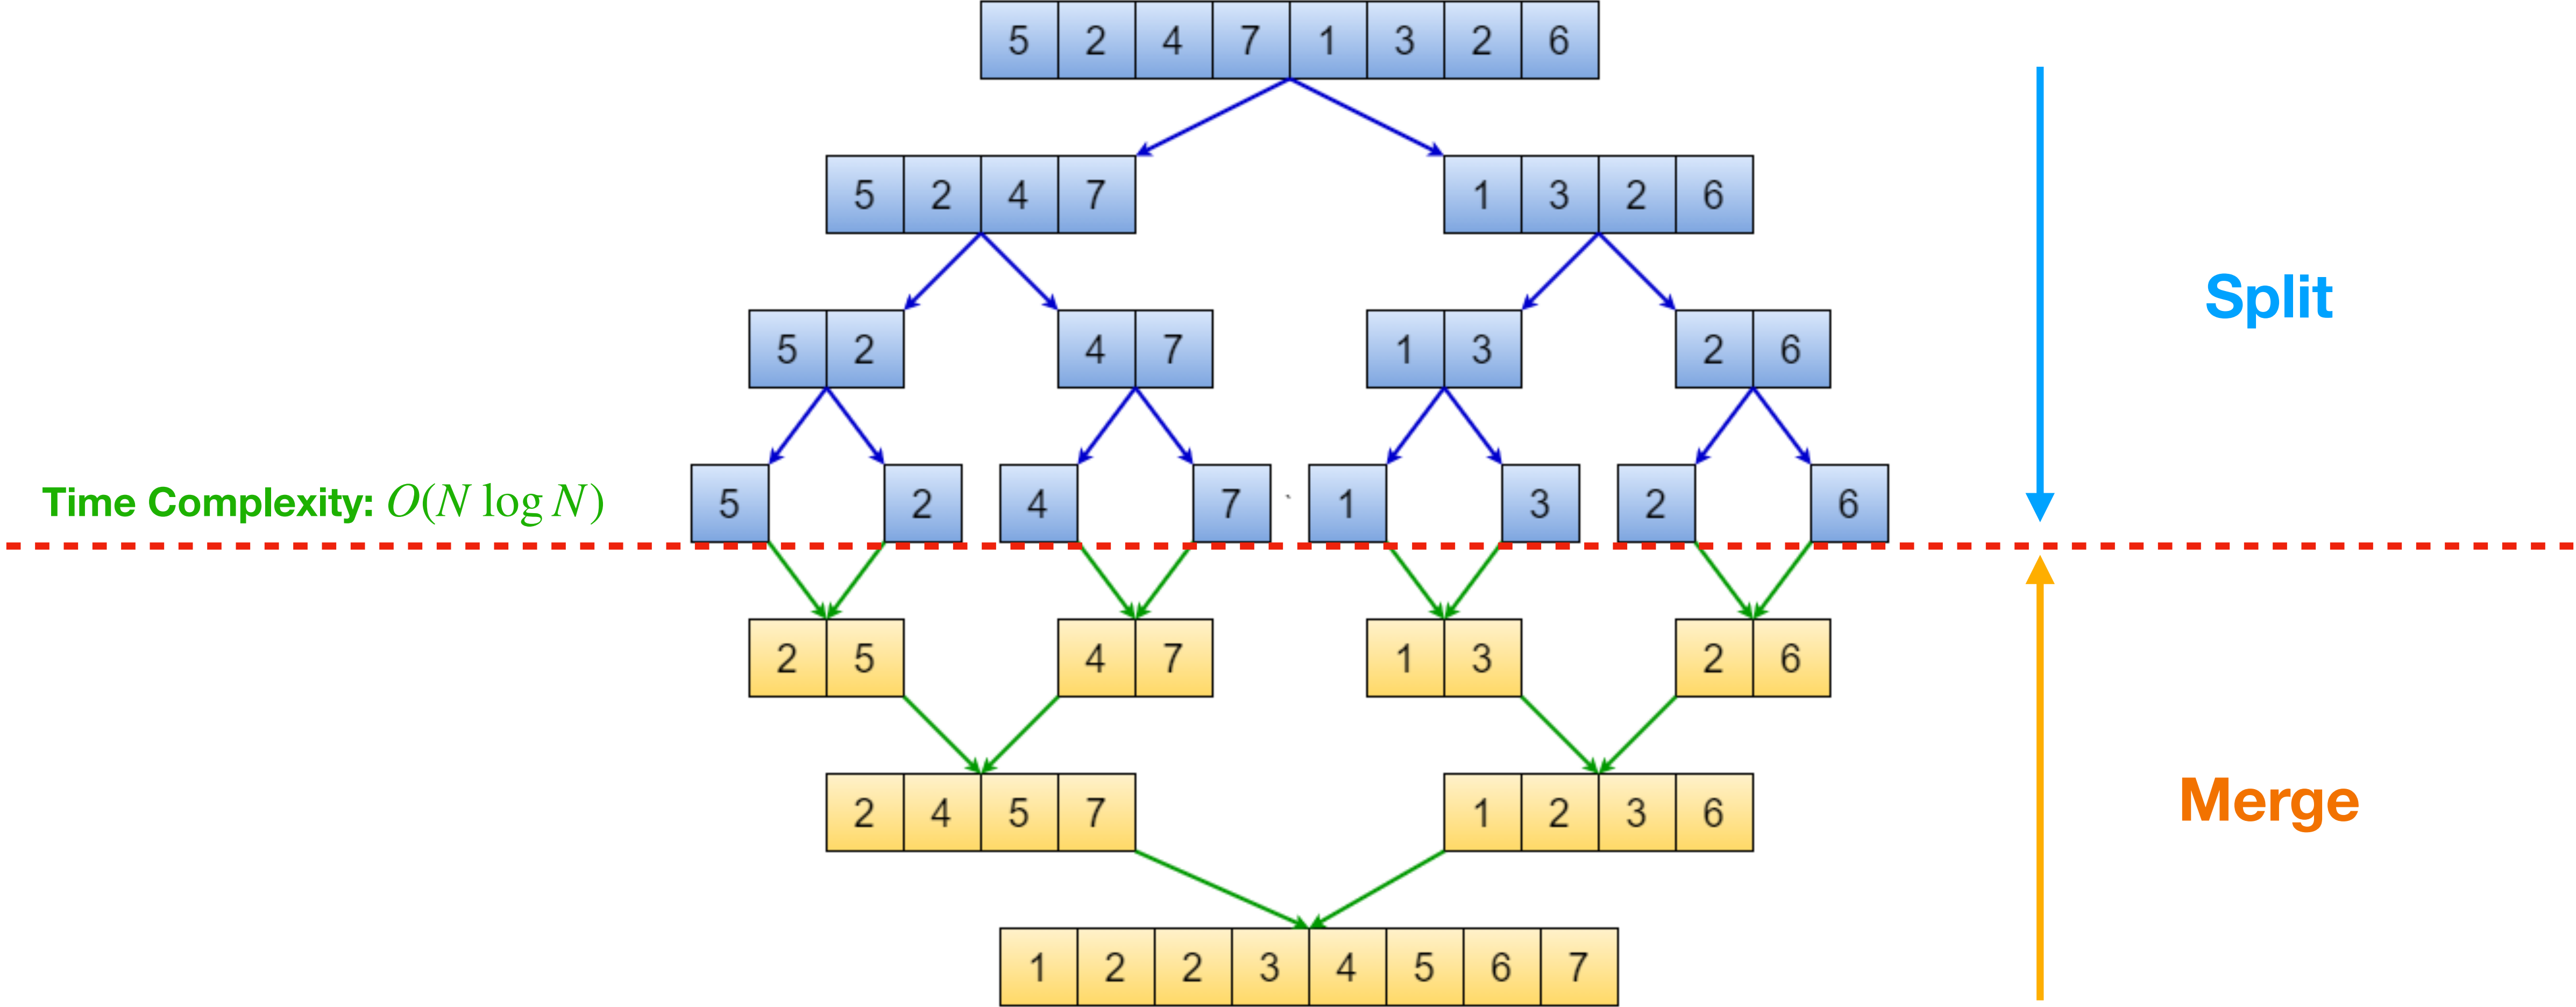 5 2 4 7 1 3 2 6
5 2 4 7 1 3 2 6
Split
5 2 4 7 1 3 2 6
Time Complexity: O(N log N) 5 2 4 7 1 3 2 6
2 5 4 7 1 3 2 6
2 4 5 7 1 2 3 6
Merge
1 2 2 3 4 5 6 7